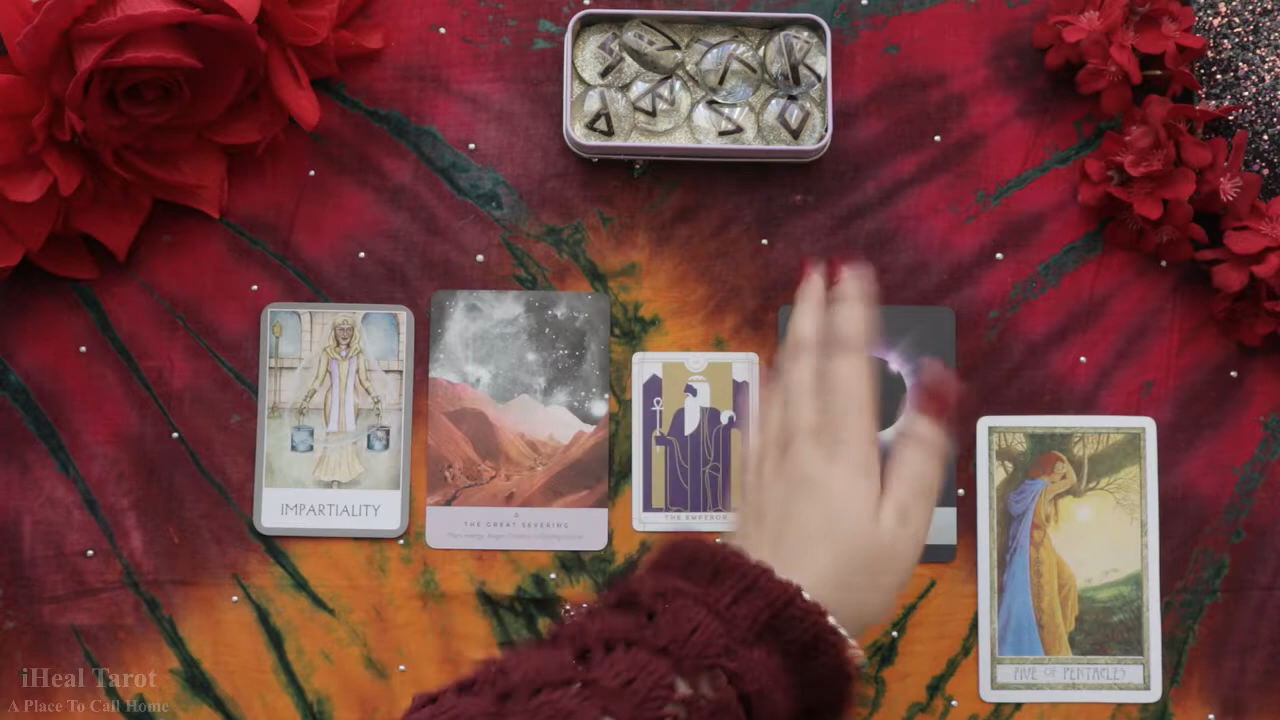 IMPARTIALITY
THE GREAT SEVERING
THE EMPEROR
FIVE OF PENTACLES
iHeal Tarot
A Place To Call Home